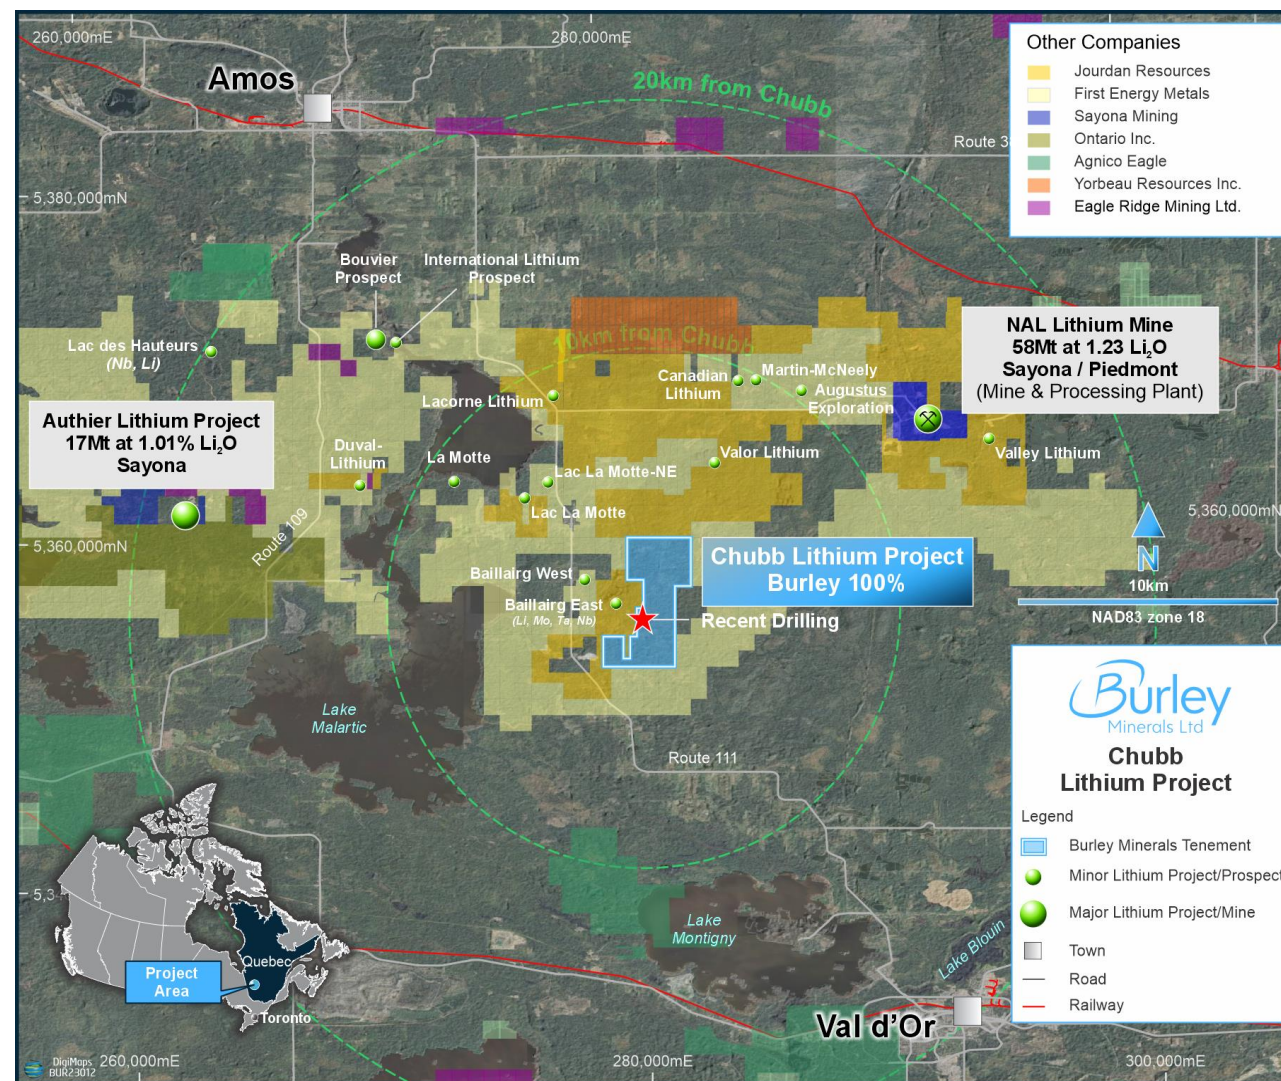 260,000mE
280,000mE
Amos
20km from Chubb
Route 3
5,380,000mN
Other Companies
Jourdan Resources
First Energy Metals
Sayona Mining
Ontario Inc.
Agnico Eagle
Yorbeau Resources Inc.
Eagle Ridge Mining Ltd.
Bouvier
Prospect
International Lithium
Prospect
Lac des Hauteurs
(Nb, Li)
10km from Chubb
NAL Lithium Mine
58Mt at 1.23 Li₂O
Sayona / Piedmont
(Mine & Processing Plant)
Canadian
Lithium
Martin-McNeely
Augustus
Exploration
Lacorne Lithium
Authier Lithium Project
17Mt at 1.01% Li₂O
Sayona
Duval-
Lithium
La Motte
Lac La Motte-NE
Valor Lithium
Valley Lithium
Lac La Motte
Route 109
5,360,000mN
5,360,000mN
Chubb Lithium Project
Burley 100%
Baillairg West
Baillairg East
(Li, Mo, Ta, Nb)
Recent Drilling
N
10km
NAD83 zone 18
Lake
Malartic
Route 111
Burley
Minerals Ltd
Chubb
Lithium Project
Legend
Burley Minerals Tenement
Minor Lithium Project/Prospect
Major Lithium Project/Mine
Town
Road
Railway
5,3
Lake
Montigny
Lake Blouin
Quebec
Project
Area
Toronto
Val d'Or
DigiMaps
BUR23012
260,000mE
280,000mE
300,000mE